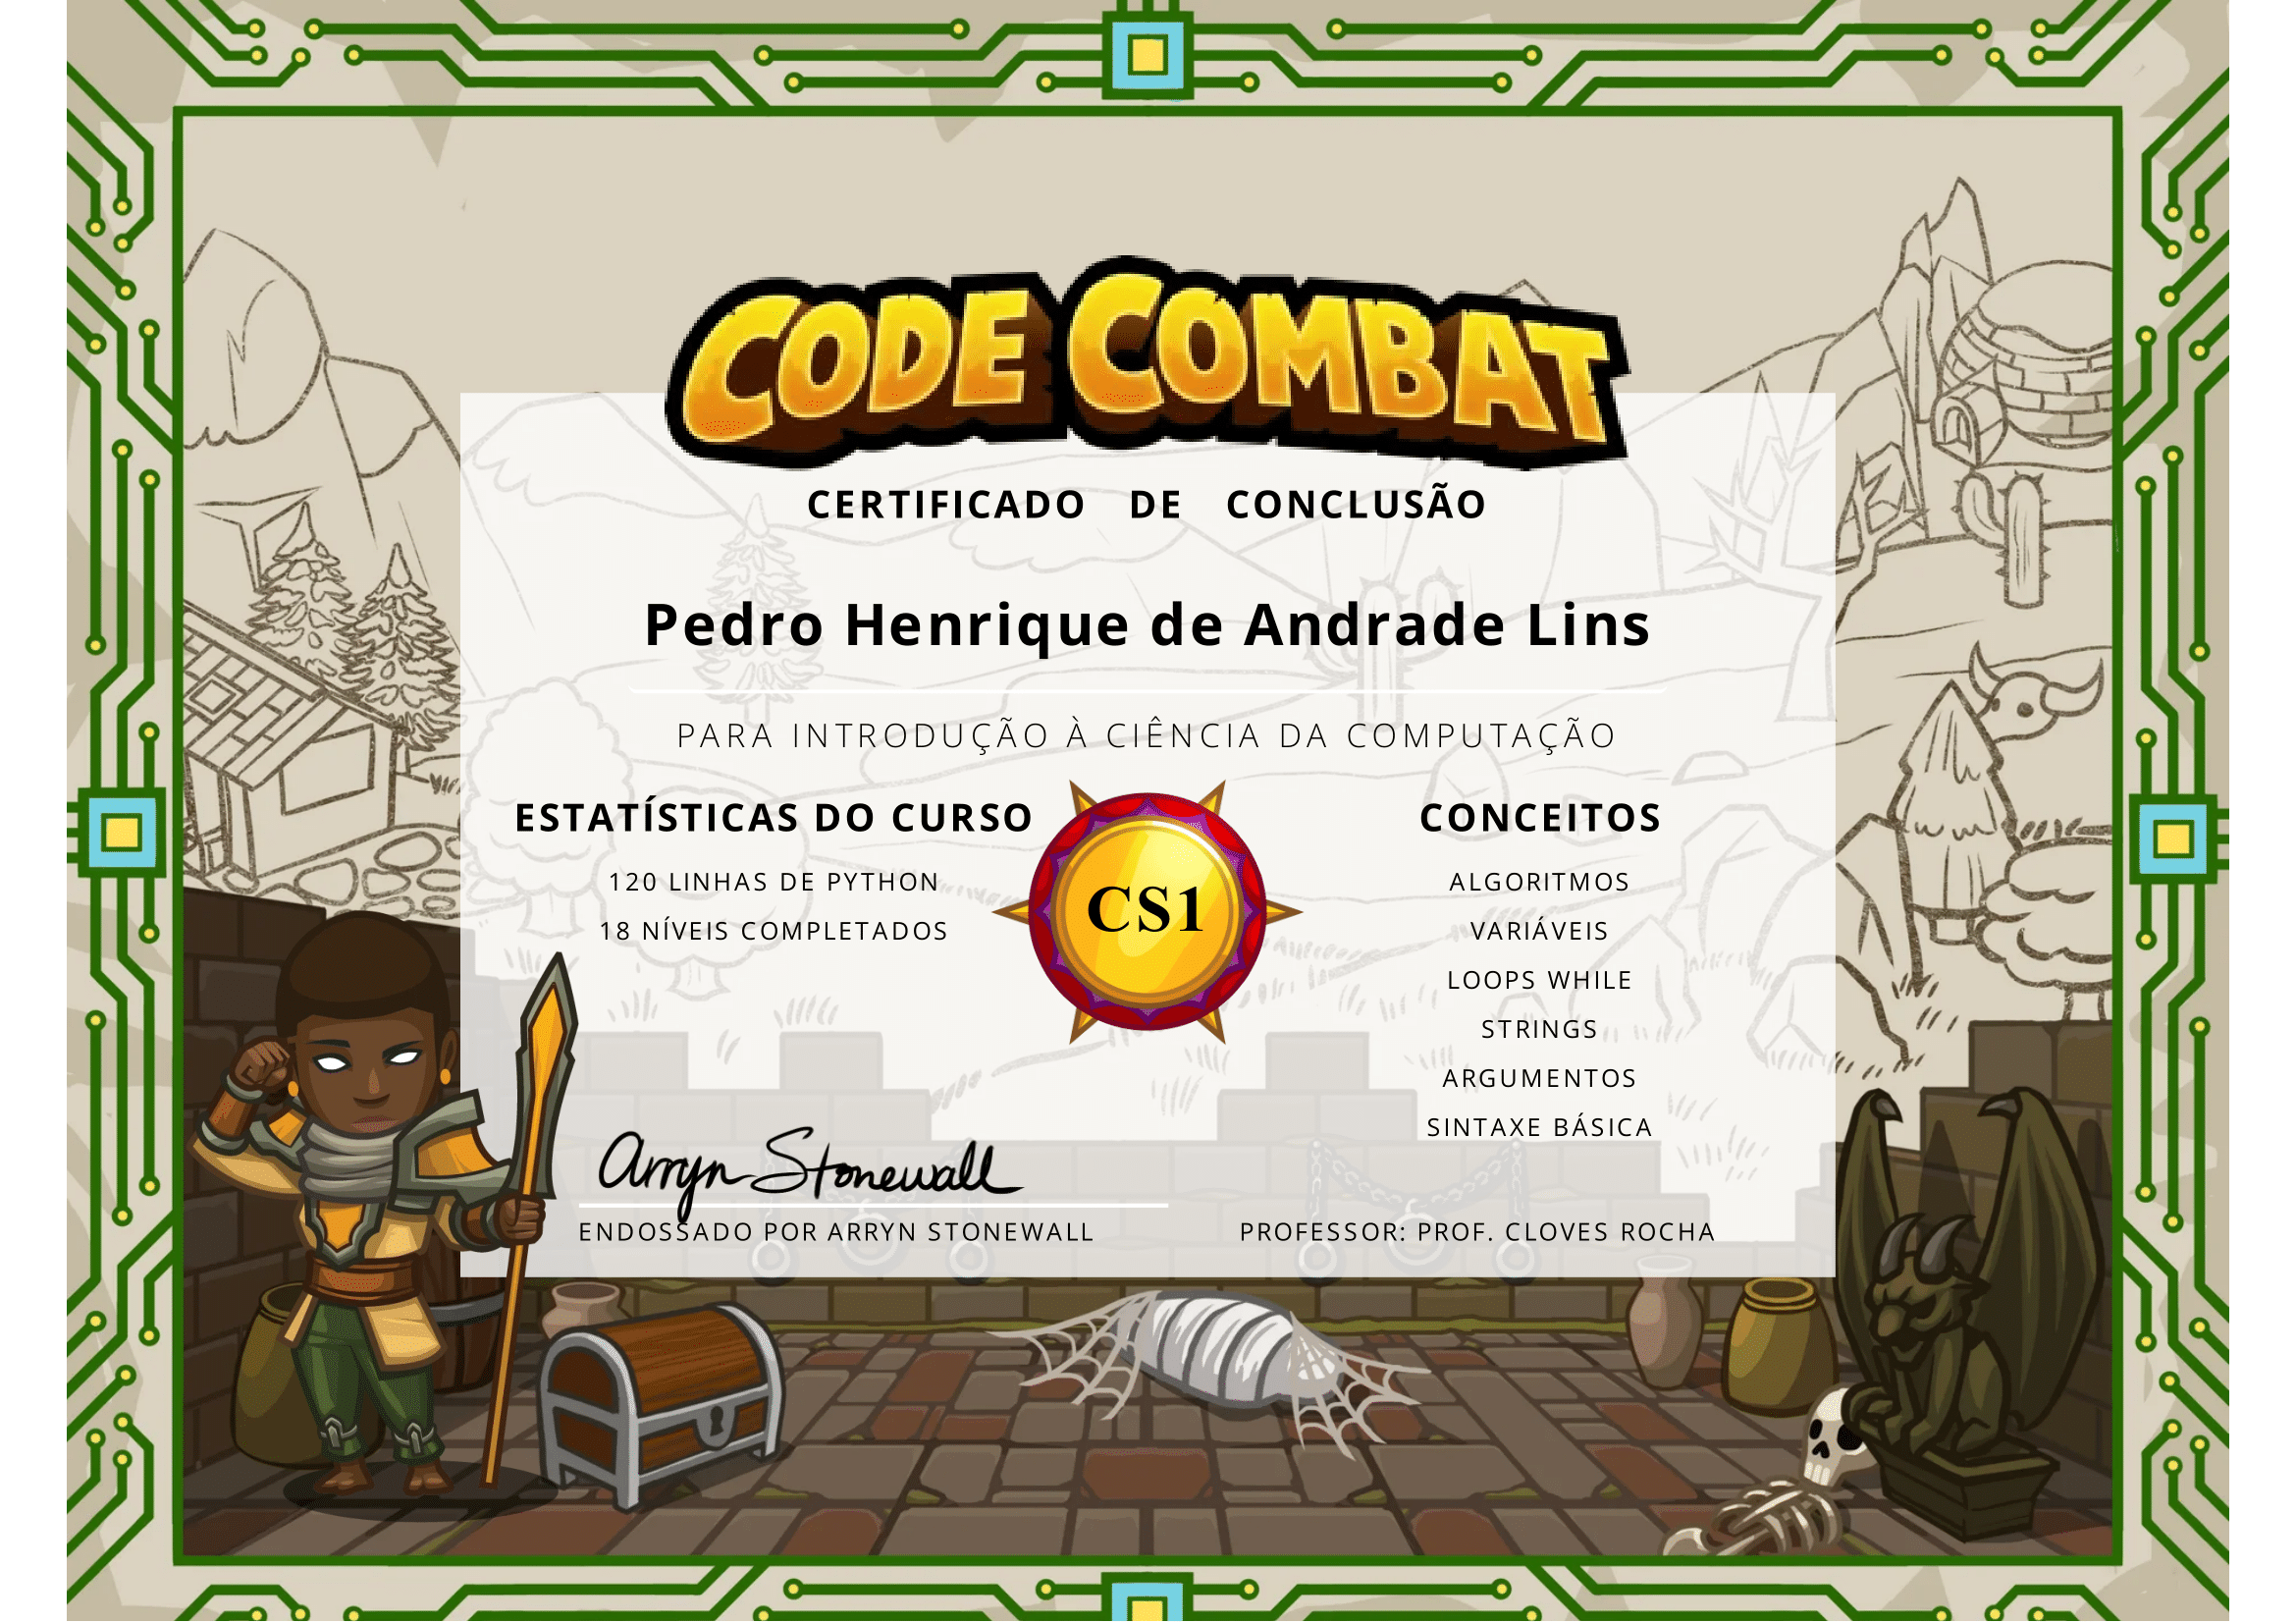 CODE COMBAT
CERTIFICADO DE CONCLUSÃO
Pedro Henrique de Andrade Lins
PARA INTRODUÇÃO À CIÊNCIA DA COMPUTAÇÃO
ESTATÍSTICAS DO CURSO
120 LINHAS DE PYTHON
18 NÍVEIS COMPLETADOS
CS1
CONCEITOS
ALGORITMOS
VARIÁVEIS
LOOPS WHILE
STRINGS
ARGUMENTOS
SINTAXE BÁSICA
Arryn Stonewall
ENDOSSADO POR ARRYN STONEWALL
PROFESSOR: PROF. CLOVES ROCHA